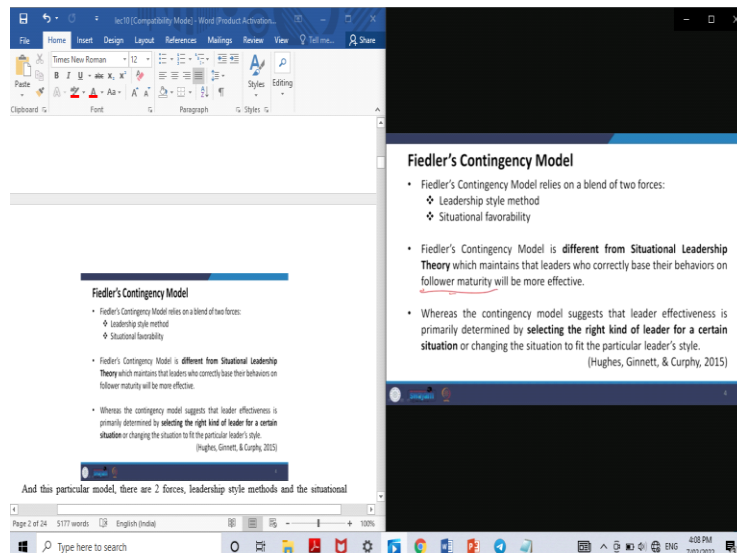 lec10 [Compatibility Mode] - Word (Product Activation...
File Home Insert Design Layout References Mailings Review View Tell me... Share
Times New Roman 12
Paste
B I U abc x₂ x²
Aa
Styles Editing
Clipboard Font Paragraph Styles
Fiedler's Contingency Model
• Fiedler's Contingency Model relies on a blend of two forces:
❖ Leadership style method
❖ Situational favorability
• Fiedler's Contingency Model is different from Situational Leadership
Theory which maintains that leaders who correctly base their behaviors on
follower maturity will be more effective.
• Whereas the contingency model suggests that leader effectiveness is
primarily determined by selecting the right kind of leader for a certain
situation or changing the situation to fit the particular leader's style.
(Hughes, Ginnett, & Curphy, 2015)
And this particular model, there are 2 forces, leadership style methods and the situational
Page 2 of 24 5177 words English (India) 100%
Fiedler's Contingency Model
• Fiedler's Contingency Model relies on a blend of two forces:
❖ Leadership style method
❖ Situational favorability
• Fiedler's Contingency Model is different from Situational Leadership
Theory which maintains that leaders who correctly base their behaviors on
follower maturity will be more effective.
• Whereas the contingency model suggests that leader effectiveness is
primarily determined by selecting the right kind of leader for a certain
situation or changing the situation to fit the particular leader's style.
(Hughes, Ginnett, & Curphy, 2015)
4
Type here to search
ENG
4:08 PM